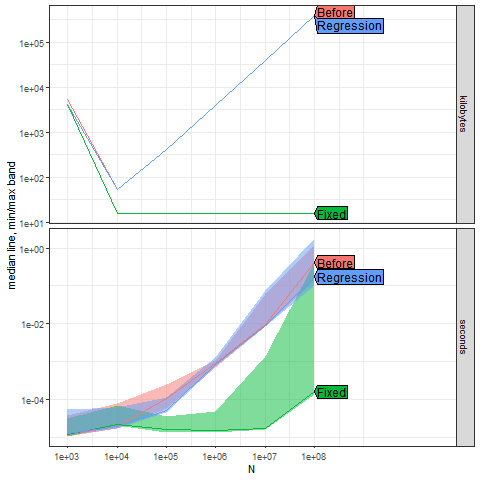 Before
Regression
1e+05
1e+04
1e+03
1e+02
1e+01
Fixed
kilobytes
median line, min/max band
1e+00
Before
Regression
1e-02
1e-04
Fixed
seconds
1e+03 1e+04 1e+05 1e+06 1e+07 1e+08
N